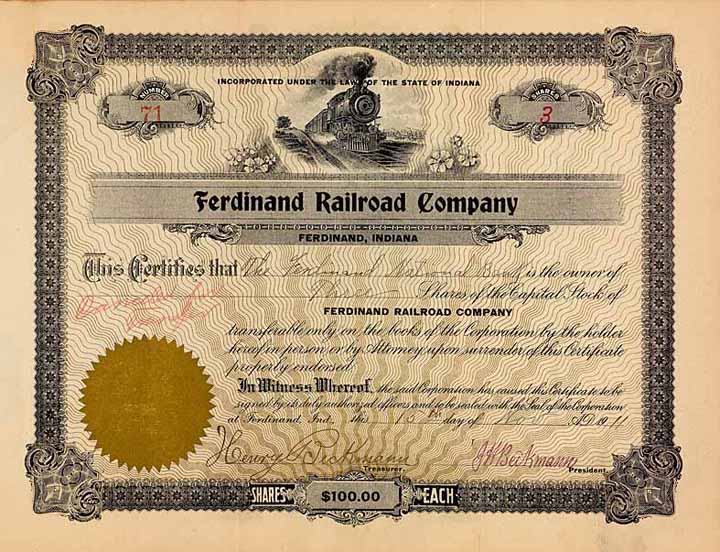 INCORPORATED UNDER THE LAWS OF THE STATE OF INDIANA
NUMBER
71
SHARES
3
Ferdinand Railroad Company
FERDINAND, INDIANA
This Certifies that The Ferdinand National Bank is the owner of
Three Shares of the Capital Stock of
FERDINAND RAILROAD COMPANY
transferable only on the books of the Corporation by the holder
hereof in person or by Attorney upon surrender of this Certificate
properly endorsed.
In Witness Whereof, the said Corporation has caused this Certificate to be
signed by its duly authorized officers and to be sealed with the Seal of the Corporation
at Ferdinand, Ind., this day of Nov A.D. 1911
Henry Beckmann
Treasurer.
J H Beckmann
President.
SHARES $100.00 EACH